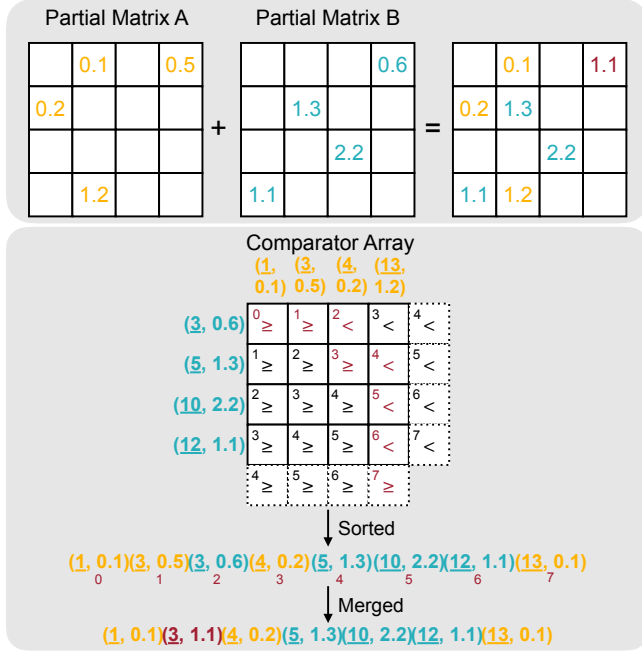 Partial Matrix A Partial Matrix B
0.1 0.5 0.6 0.1 1.1
0.2 + 1.3 = 0.2 1.3
2.2 2.2
1.2 1.1 1.1 1.2
Comparator Array
(1, (3, (4, (13,
0.1) 0.5) 0.2) 1.2)
(3, 0.6) 0 ≥ 1 ≥ 2 < 3 < 4 <
(5, 1.3) 1 ≥ 2 ≥ 3 ≥ 4 < 5 <
(10, 2.2) 2 ≥ 3 ≥ 4 ≥ 5 < 6 <
(12, 1.1) 3 ≥ 4 ≥ 5 ≥ 6 < 7 <
4 ≥ 5 ≥ 6 ≥ 7 ≥
Sorted
(1, 0.1)(3, 0.5)(3, 0.6)(4, 0.2)(5, 1.3)(10, 2.2)(12, 1.1)(13, 0.1)
0 1 2 3 4 5 6 7
Merged
(1, 0.1)(3, 1.1)(4, 0.2)(5, 1.3)(10, 2.2)(12, 1.1)(13, 0.1)